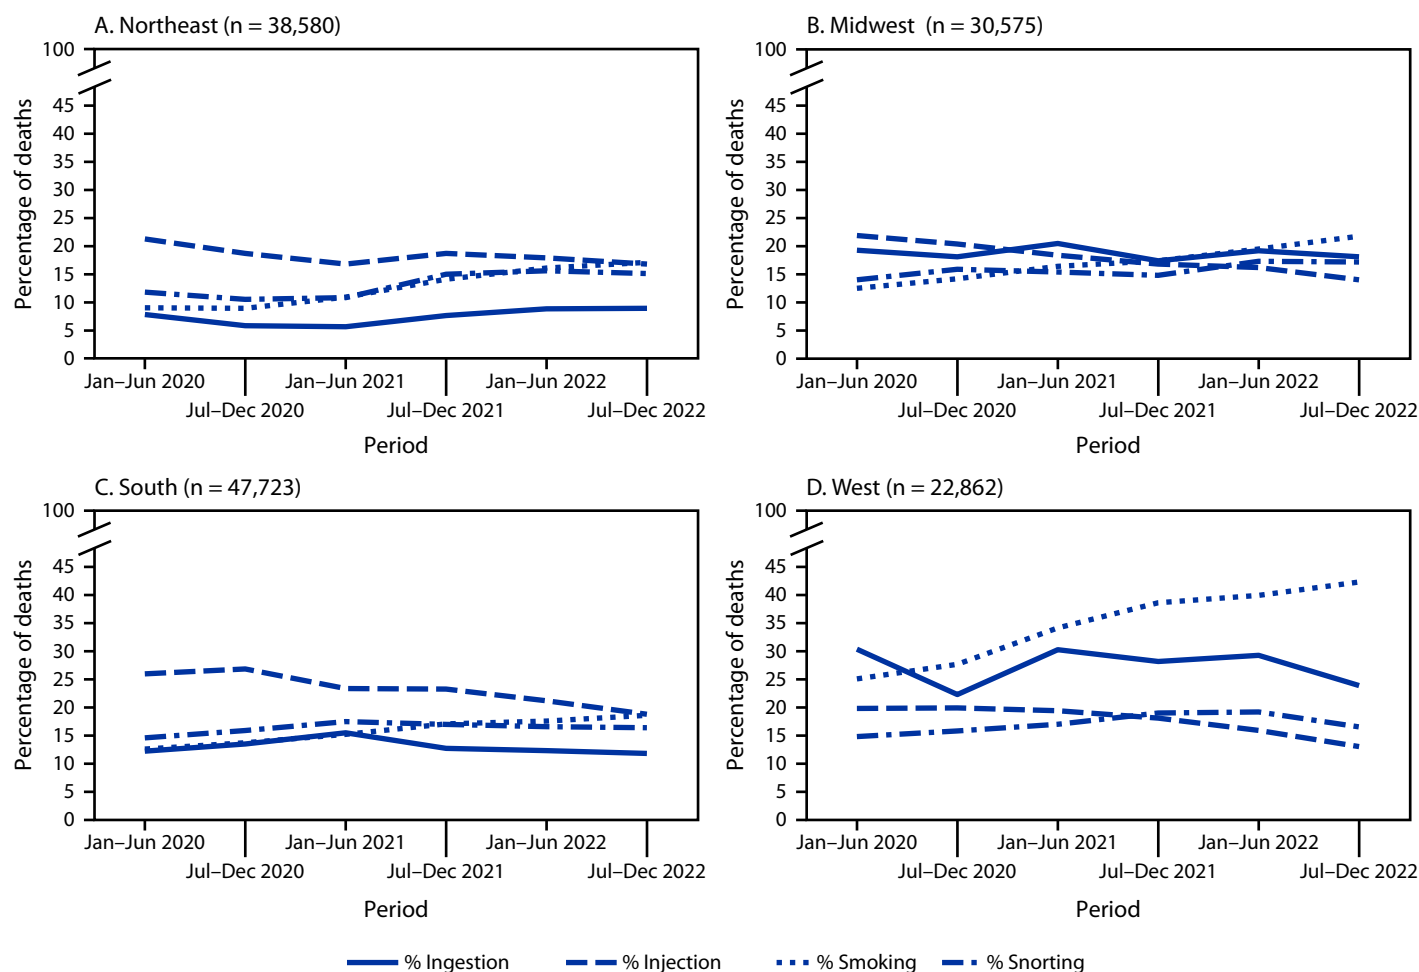 A. Northeast (n = 38,580)
100
45
40
35
30
25
20
15
10
5
0
Percentage of deaths
Jan–Jun 2020
Jul–Dec 2020
Jan–Jun 2021
Jul–Dec 2021
Jan–Jun 2022
Jul–Dec 2022
Period
B. Midwest (n = 30,575)
100
45
40
35
30
25
20
15
10
5
0
Percentage of deaths
Jan–Jun 2020
Jul–Dec 2020
Jan–Jun 2021
Jul–Dec 2021
Jan–Jun 2022
Jul–Dec 2022
Period
C. South (n = 47,723)
100
45
40
35
30
25
20
15
10
5
0
Percentage of deaths
Jan–Jun 2020
Jul–Dec 2020
Jan–Jun 2021
Jul–Dec 2021
Jan–Jun 2022
Jul–Dec 2022
Period
D. West (n = 22,862)
100
45
40
35
30
25
20
15
10
5
0
Percentage of deaths
Jan–Jun 2020
Jul–Dec 2020
Jan–Jun 2021
Jul–Dec 2021
Jan–Jun 2022
Jul–Dec 2022
Period
% Ingestion % Injection % Smoking % Snorting